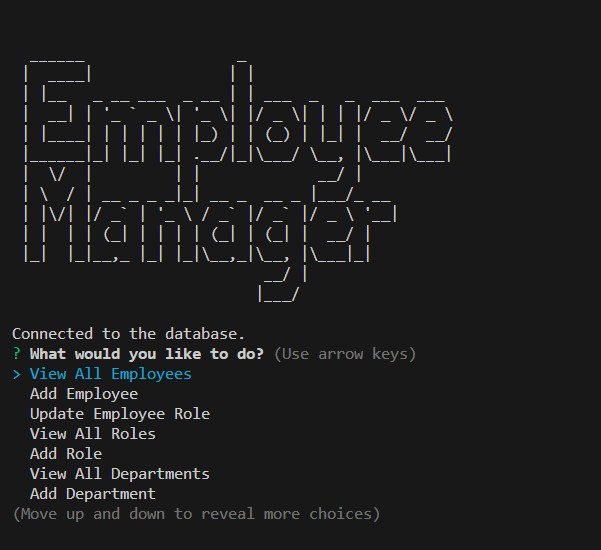 Employee
Manager
Connected to the database.
? What would you like to do? (Use arrow keys)
> View All Employees
Add Employee
Update Employee Role
View All Roles
Add Role
View All Departments
Add Department
(Move up and down to reveal more choices)